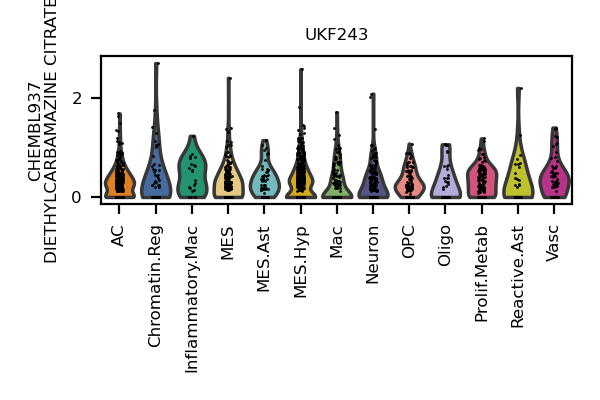 UKF243
CHEMBL937
DIETHYLCARBAMAZINE CITRATE
2
0
AC
Chromatin.Reg
Inflammatory.Mac
MES
MES.Ast
MES.Hyp
Mac
Neuron
OPC
Oligo
Prolif.Metab
Reactive.Ast
Vasc